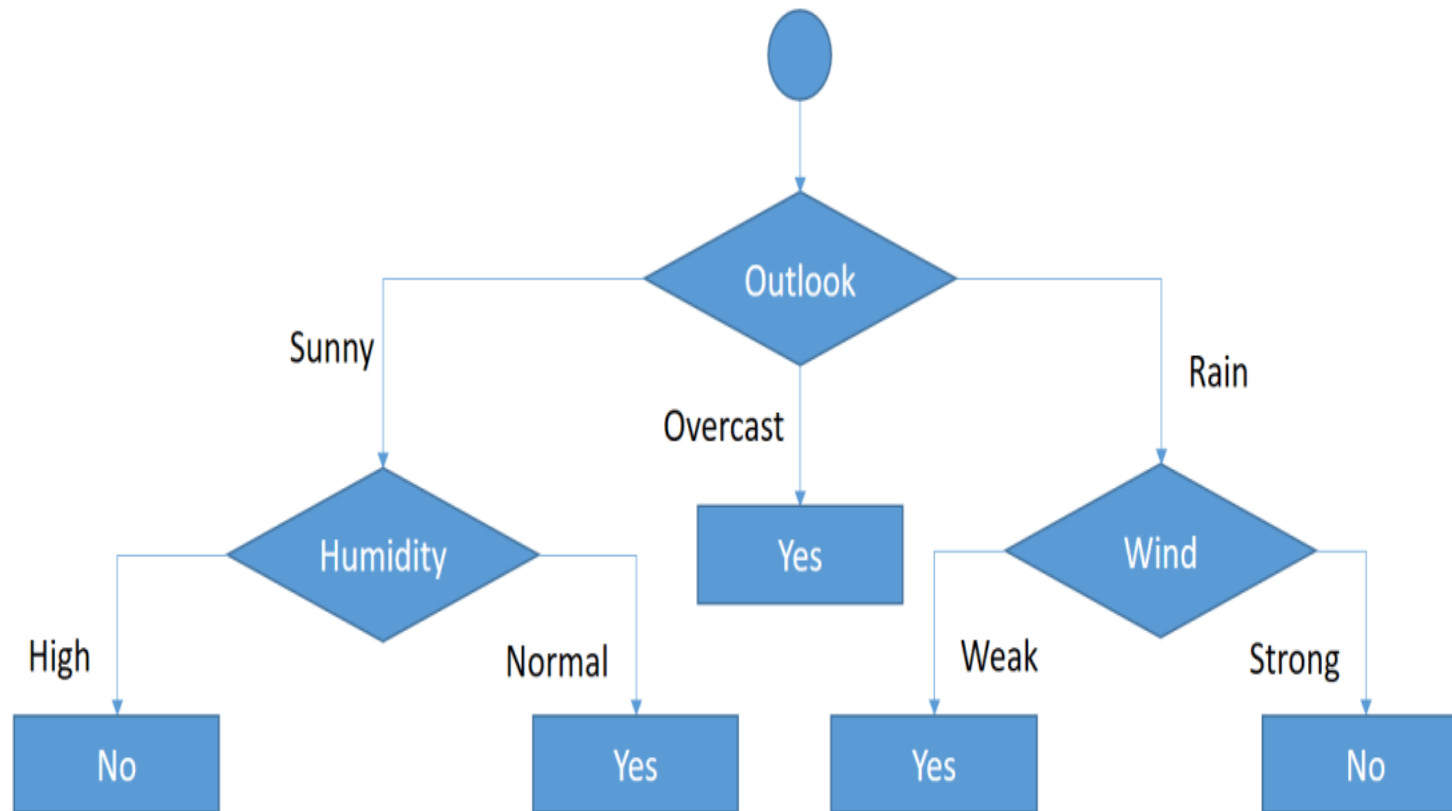 Outlook
Sunny
Rain
Overcast
Humidity
Yes
Wind
High
Normal
Weak
Strong
No
Yes
Yes
No